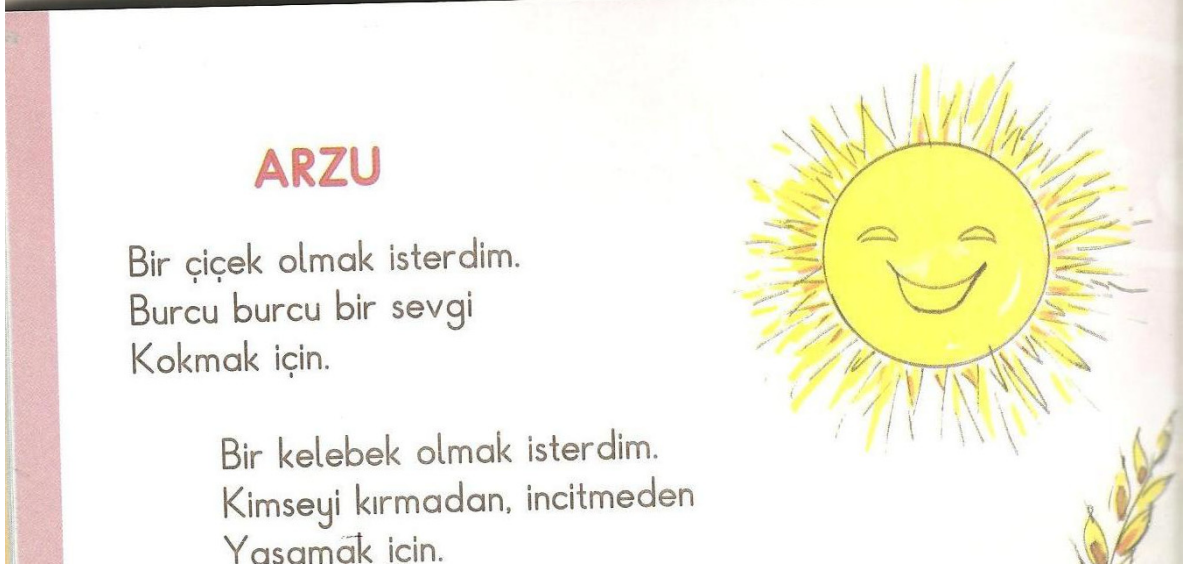 ARZU
Bir çiçek olmak isterdim.
Burcu burcu bir sevgi
Kokmak için.
Bir kelebek olmak isterdim.
Kimseyi kırmadan, incitmeden
Yaşamak için.